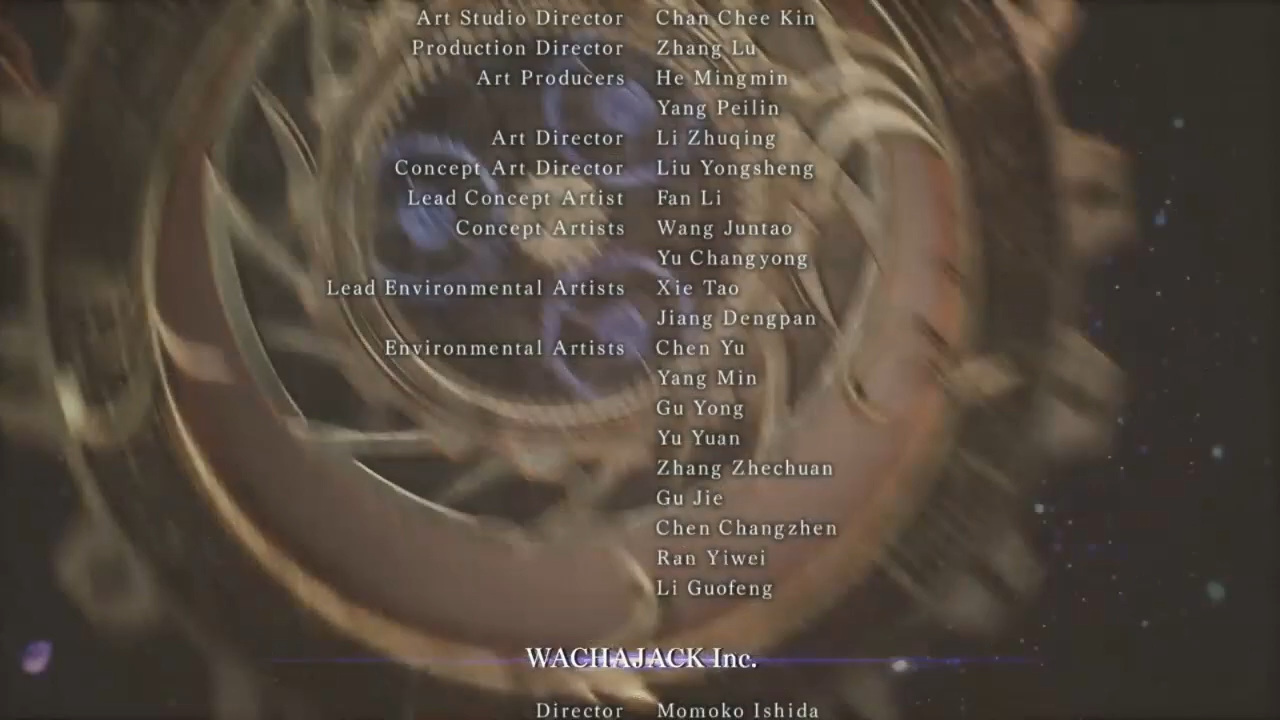 Art Studio Director Chan Chee Kin
Production Director Zhang Lu
Art Producers He Mingmin
Yang Peilin
Art Director Li Zhuqing
Concept Art Director Liu Yongsheng
Lead Concept Artist Fan Li
Concept Artists Wang Juntao
Yu Changyong
Lead Environmental Artists Xie Tao
Jiang Dengpan
Environmental Artists Chen Yu
Yang Min
Gu Yong
Yu Yuan
Zhang Zhechuan
Gu Jie
Chen Changzhen
Ran Yiwei
Li Guofeng
WACHAJACK Inc.
Director Momoko Ishida